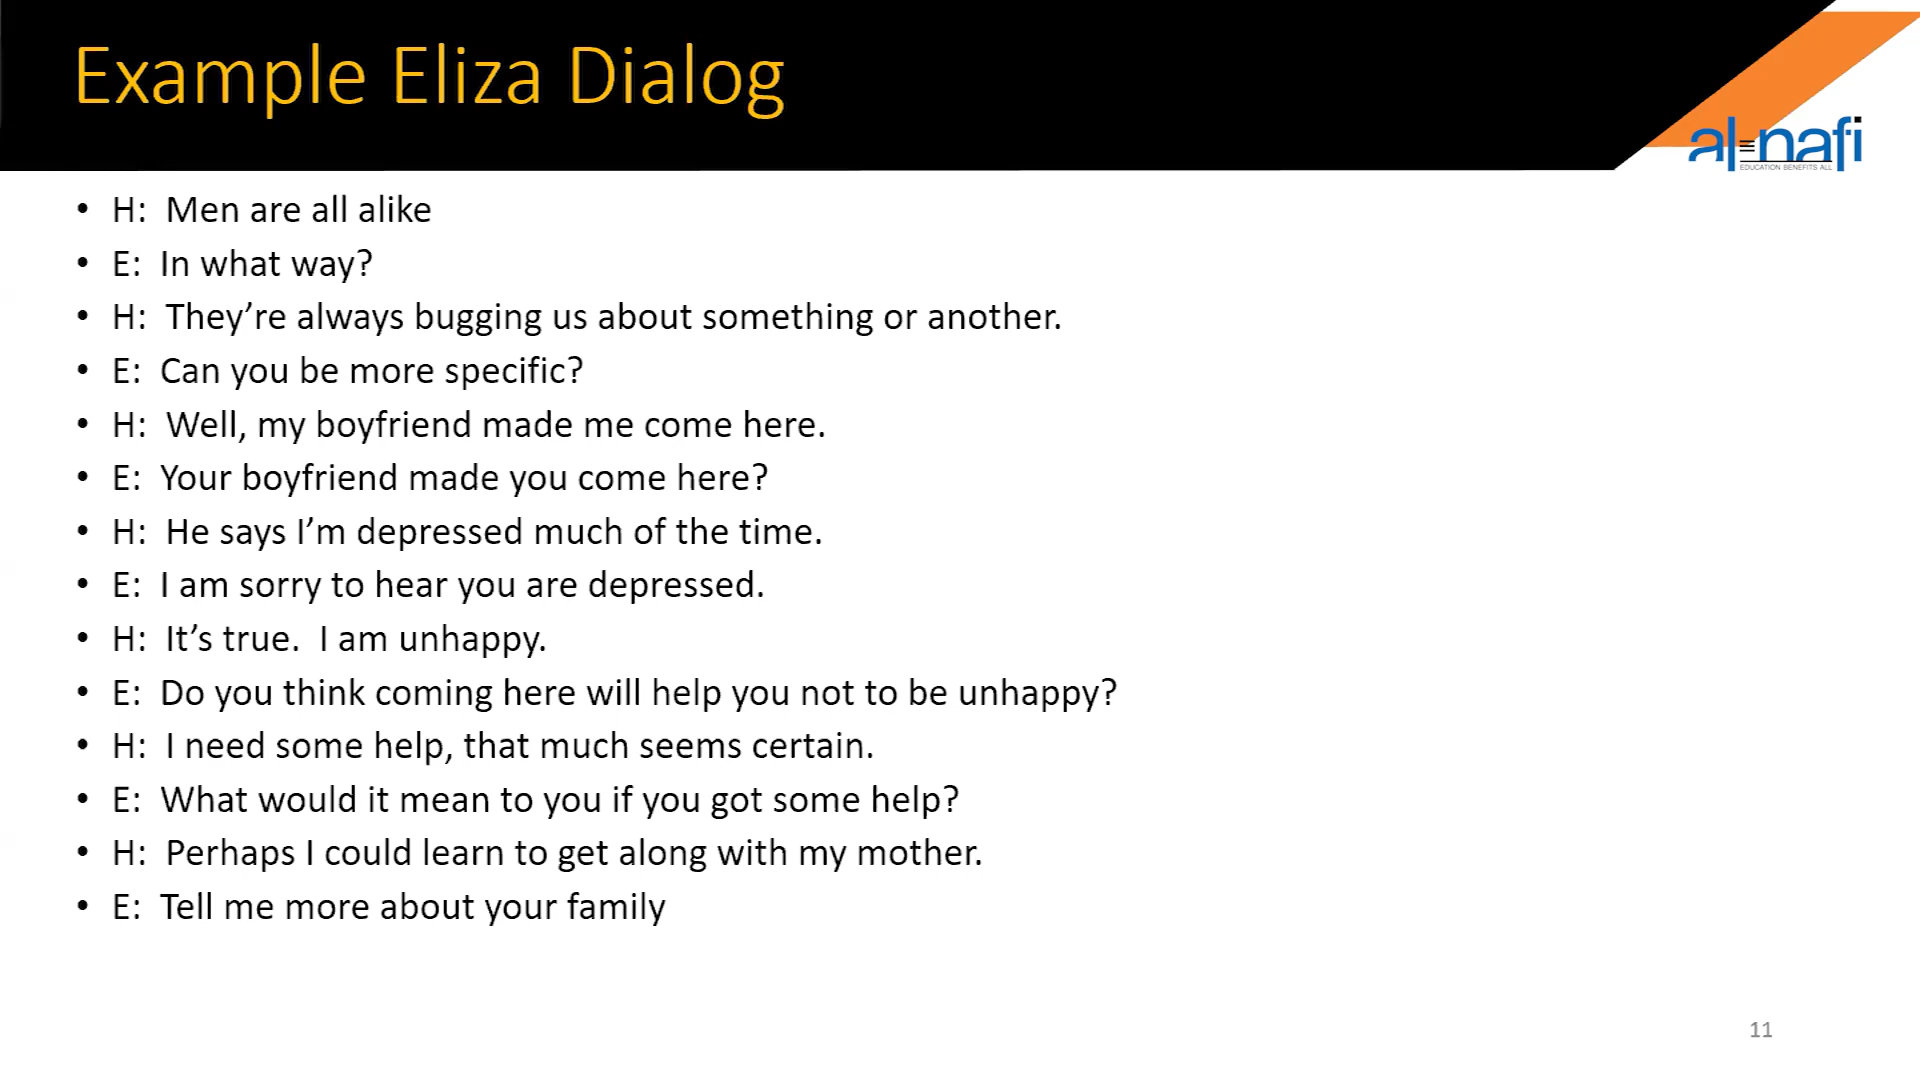 Example Eliza Dialog
al-nafi
EDUCATION BENEFITS ALL
• H:  Men are all alike
• E:  In what way?
• H:  They’re always bugging us about something or another.
• E:  Can you be more specific?
• H:  Well, my boyfriend made me come here.
• E:  Your boyfriend made you come here?
• H:  He says I’m depressed much of the time.
• E:  I am sorry to hear you are depressed.
• H:  It’s true.  I am unhappy.
• E:  Do you think coming here will help you not to be unhappy?
• H:  I need some help, that much seems certain.
• E:  What would it mean to you if you got some help?
• H:  Perhaps I could learn to get along with my mother.
• E:  Tell me more about your family
11